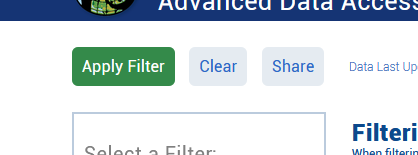 Advanced Data Access
Apply Filter
Clear
Share
Data Last Up
Select a Filter:
Filteri
When filterin